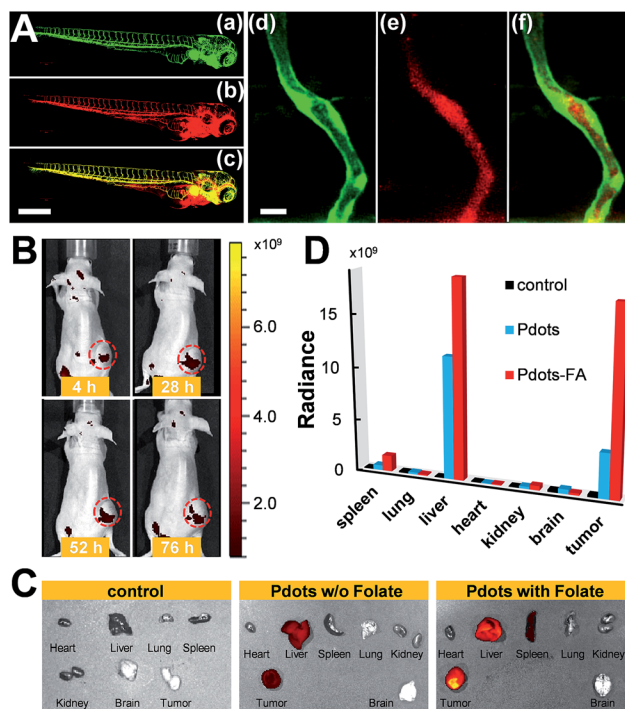 A
(a)
(b)
(c)
(d)
(e)
(f)
B
4 h
28 h
52 h
76 h
x10⁹
6.0
4.0
2.0
D
x10⁹
15
10
5
0
Radiance
control
Pdots
Pdots-FA
spleen
lung
liver
heart
kidney
brain
tumor
C
control
Heart Liver Lung Spleen
Kidney Brain Tumor
Pdots w/o Folate
Heart Liver Spleen Lung Kidney
Tumor Brain
Pdots with Folate
Heart Liver Spleen Lung Kidney
Tumor Brain